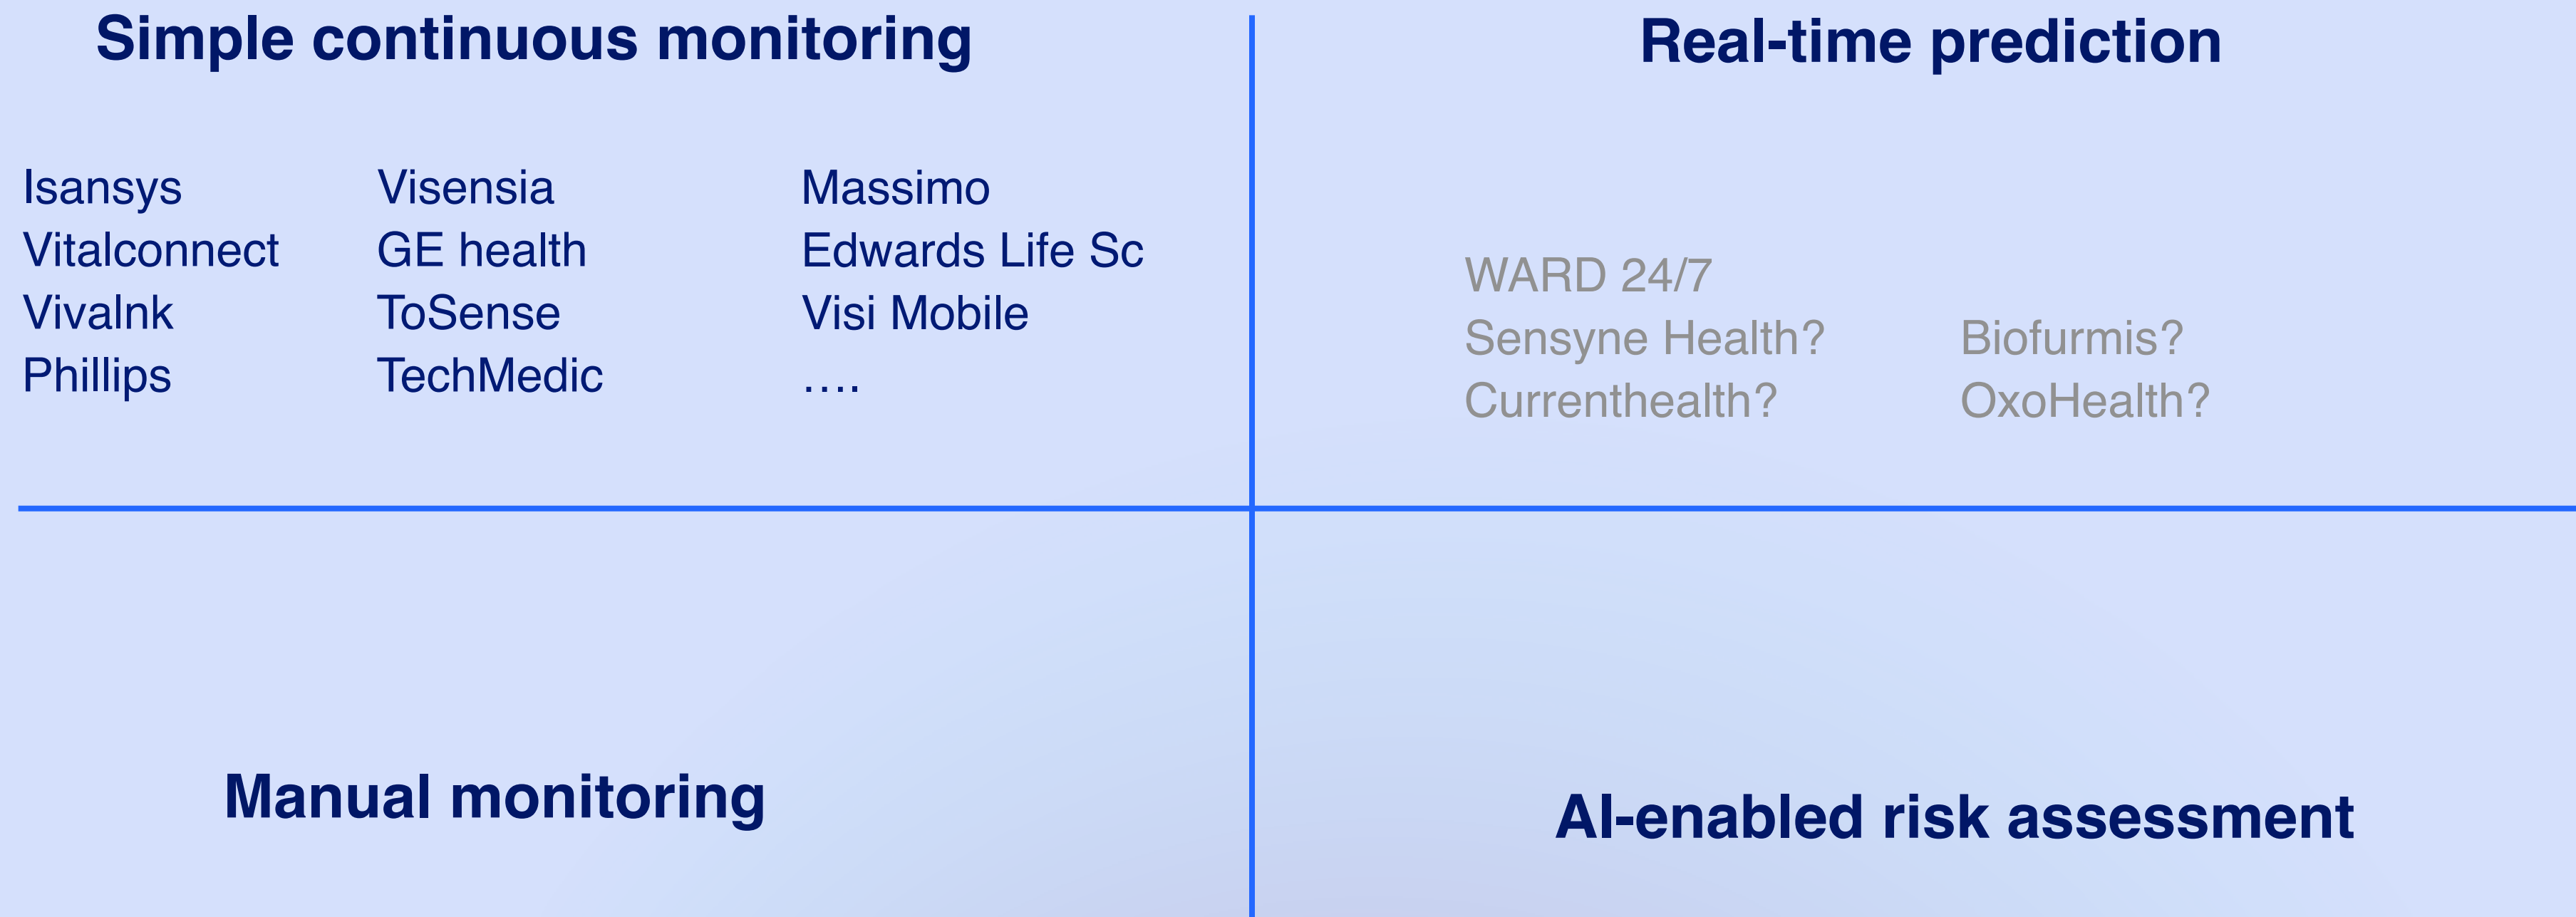 Simple continuous monitoring
Isansys
Vitalconnect
Vivalnk
Phillips
Visensia
GE health
ToSense
TechMedic
Massimo
Edwards Life Sc
Visi Mobile
....
Real-time prediction
WARD 24/7
Sensyne Health?
Currenthealth?
Biofurmis?
OxoHealth?
Manual monitoring
AI-enabled risk assessment